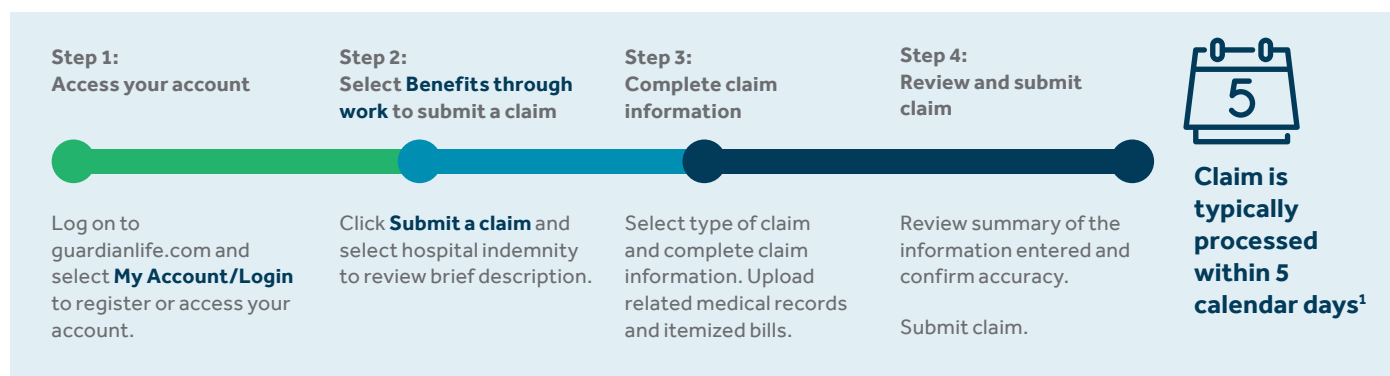 Step 1:
Access your account
Log on to
guardianlife.com and
select My Account/Login
to register or access your
account.
Step 2:
Select Benefits through
work to submit a claim
Click Submit a claim and
select hospital indemnity
to review brief description.
Step 3:
Complete claim
information
Select type of claim
and complete claim
information. Upload
related medical records
and itemized bills.
Step 4:
Review and submit
claim
Review summary of the
information entered and
confirm accuracy.
Submit claim.
5
Claim is
typically
processed
within 5
calendar days¹